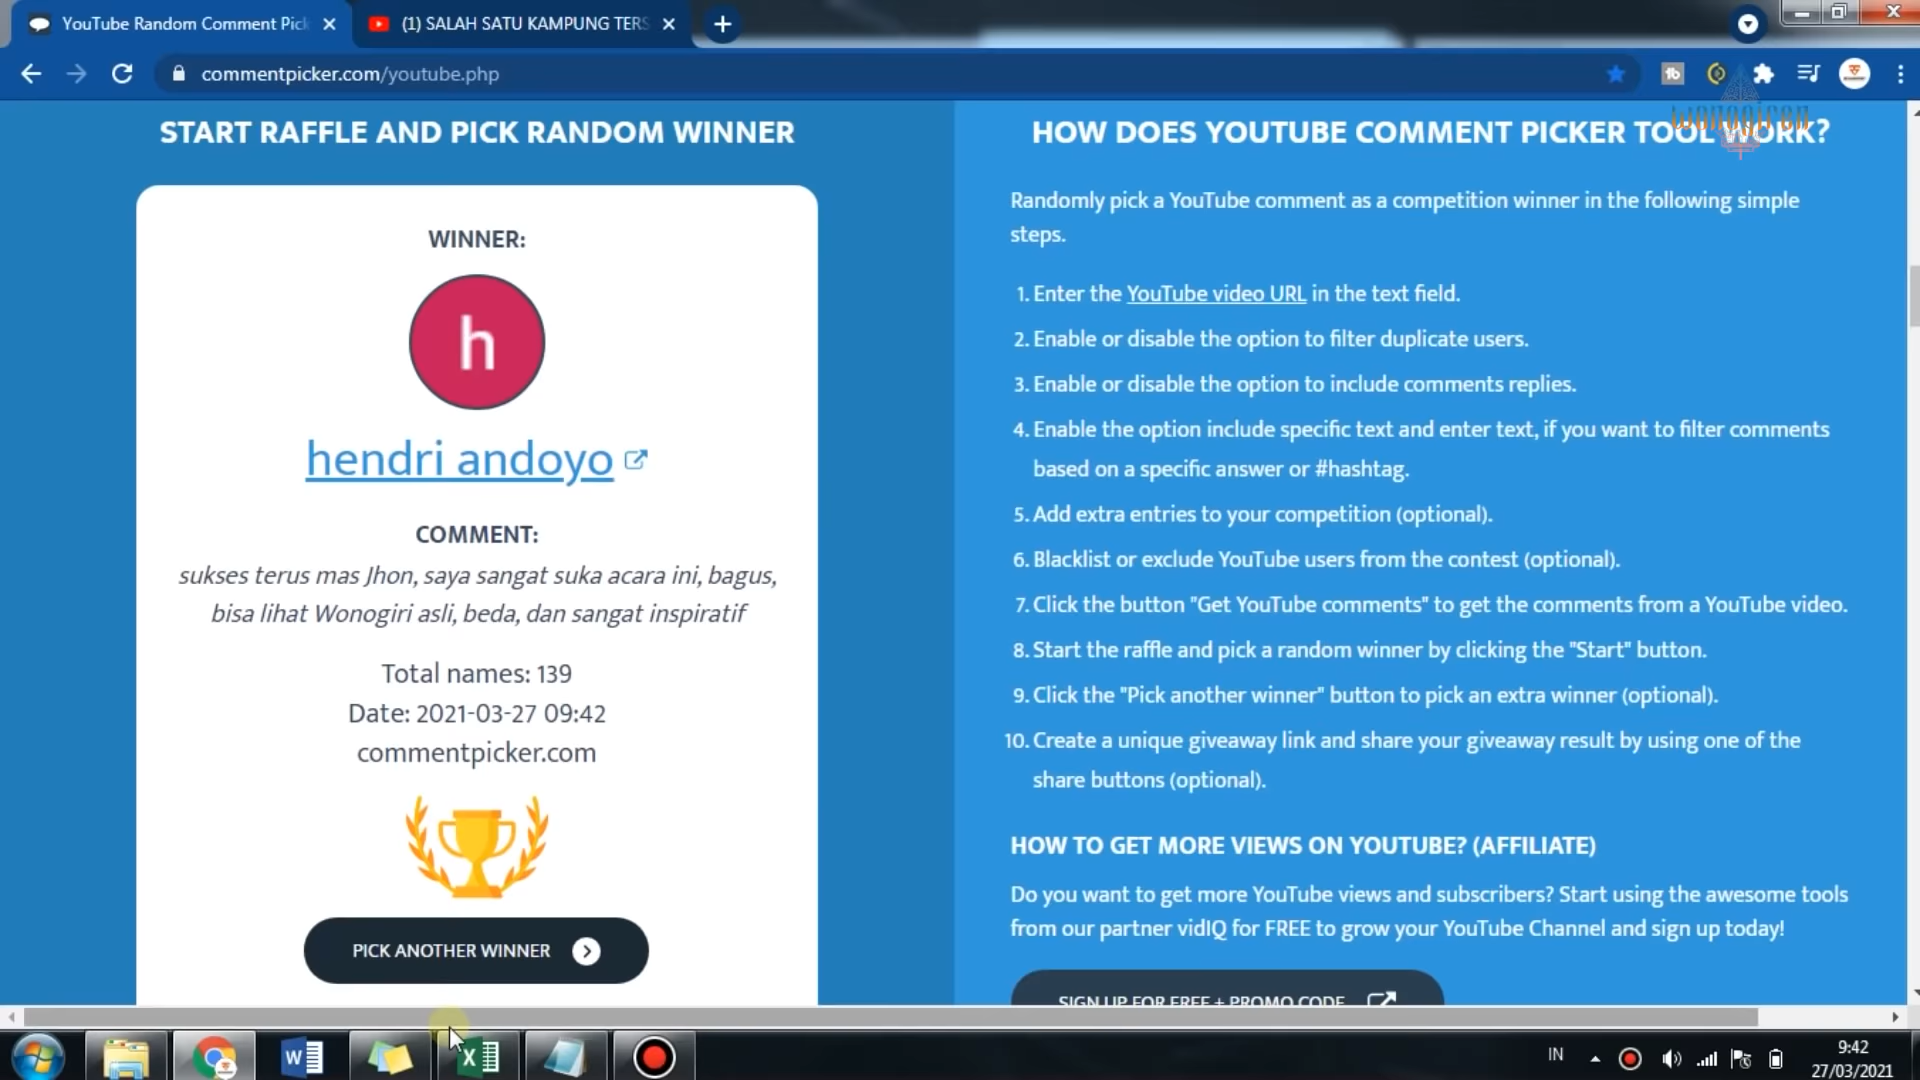 YouTube Random Comment Pick
(1) SALAH SATU KAMPUNG TERS
commentpicker.com/youtube.php
wonogiren
START RAFFLE AND PICK RANDOM WINNER
WINNER:
h
hendri andoyo
COMMENT:
sukses terus mas Jhon, saya sangat suka acara ini, bagus,
bisa lihat Wonogiri asli, beda, dan sangat inspiratif
Total names: 139
Date: 2021-03-27 09:42
commentpicker.com
PICK ANOTHER WINNER
HOW DOES YOUTUBE COMMENT PICKER TOOL WORK?
Randomly pick a YouTube comment as a competition winner in the following simple
steps.
1. Enter the YouTube video URL in the text field.
2. Enable or disable the option to filter duplicate users.
3. Enable or disable the option to include comments replies.
4. Enable the option include specific text and enter text, if you want to filter comments
based on a specific answer or #hashtag.
5. Add extra entries to your competition (optional).
6. Blacklist or exclude YouTube users from the contest (optional).
7. Click the button "Get YouTube comments" to get the comments from a YouTube video.
8. Start the raffle and pick a random winner by clicking the "Start" button.
9. Click the "Pick another winner" button to pick an extra winner (optional).
10. Create a unique giveaway link and share your giveaway result by using one of the
share buttons (optional).
HOW TO GET MORE VIEWS ON YOUTUBE? (AFFILIATE)
Do you want to get more YouTube views and subscribers? Start using the awesome tools
from our partner vidIQ for FREE to grow your YouTube Channel and sign up today!
SIGN UP FOR FREE + PROMO CODE
IN
9:42
27/03/2021